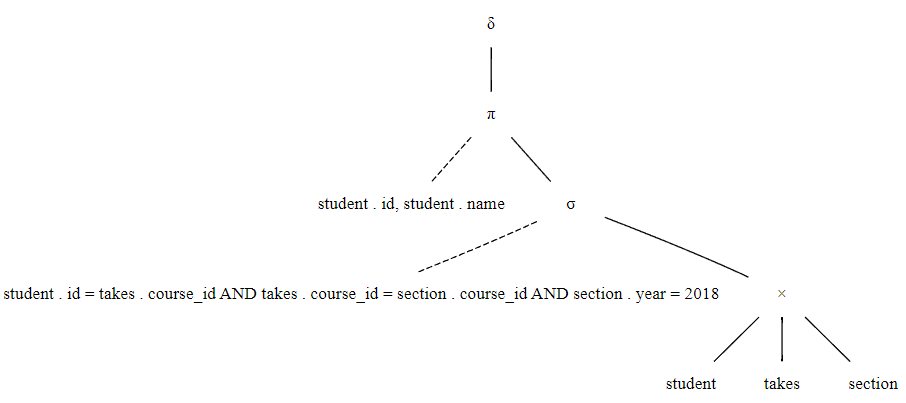 δ
π
student . id, student . name
σ
student . id = takes . course_id AND takes . course_id = section . course_id AND section . year = 2018
×
student takes section